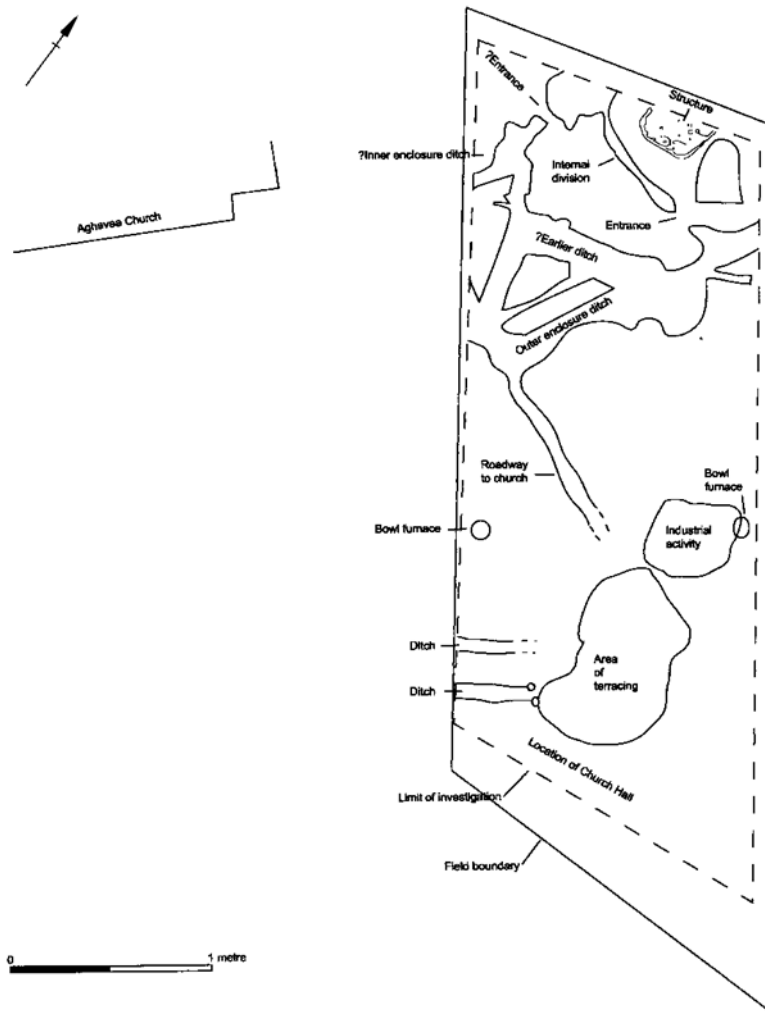 ?Entrance
Structure
?Inner enclosure ditch
Internal
division
Aghavea Church
Entrance
?Earlier ditch
Outer enclosure ditch
Roadway
to church
Bowl
furnace
Bowl furnace
Industrial
activity
Ditch
Area
of
terracing
Ditch
Location of Church Hall
Limit of investigation
Field boundary
0 1 metre